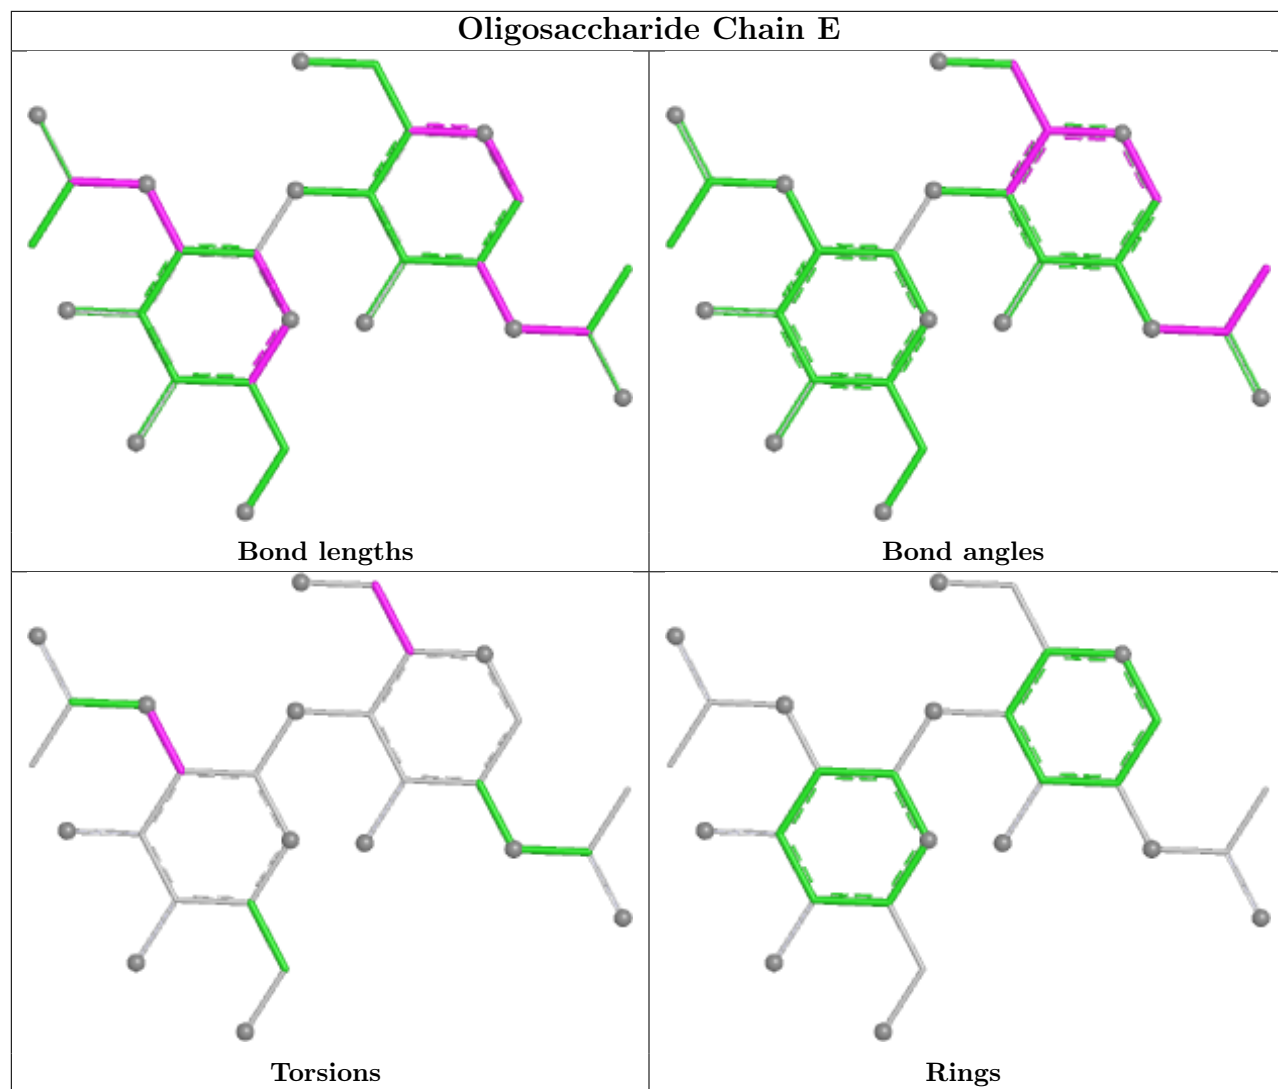 Oligosaccharide Chain E
Bond lengths
Bond angles
Torsions
Rings